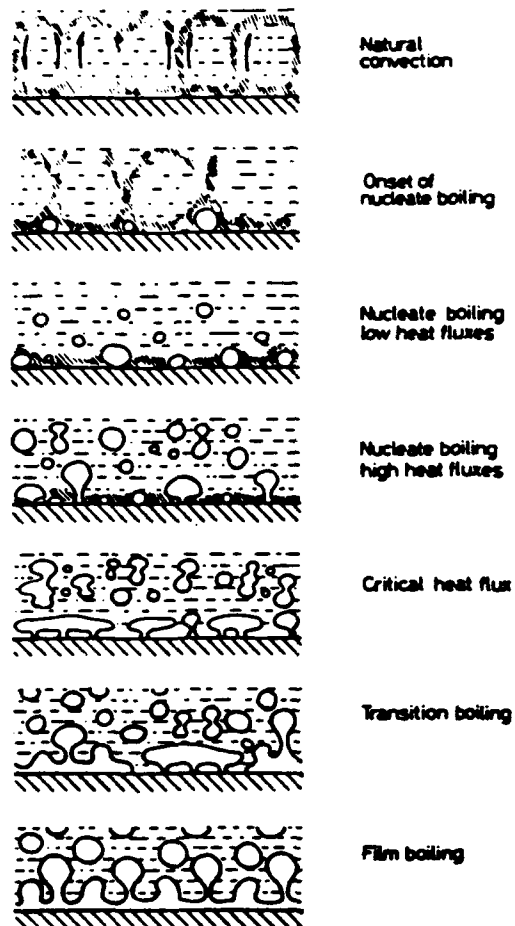 Natural
convection
Onset of
nucleate boiling
Nucleate boiling
low heat fluxes
Nucleate boiling
high heat fluxes
Critical heat flux
Transition boiling
Film boiling